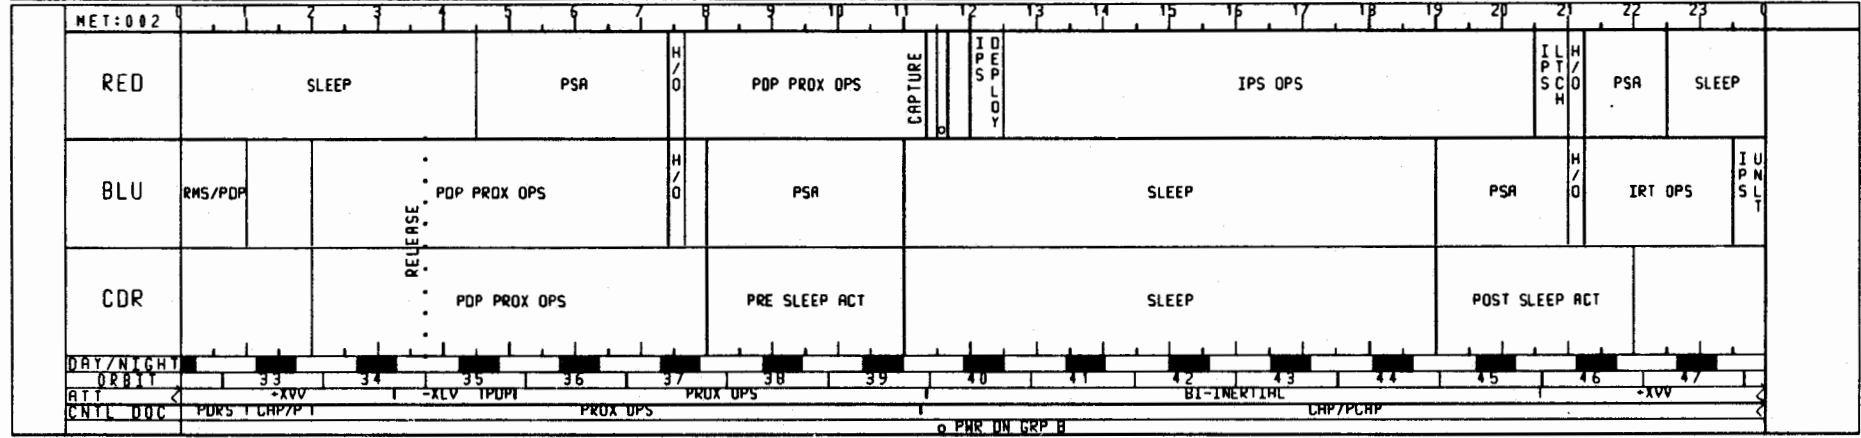 MET:002 0 1 2 3 4 5 6 7 8 9 10 11 12 13 14 15 16 17 18 19 20 21 22 23 0
RED SLEEP PSA H/O PDP PROX OPS CAPTURE IPS DEPLOY IPS OPS IPS LTCH H/O PSA SLEEP
BLU RMS/PDP PDP PROX OPS H/O PSA SLEEP PSA H/O IRT OPS IPS UNLT
RELEASE
CDR PDP PROX OPS PRE SLEEP ACT SLEEP POST SLEEP ACT
DAY/NIGHT
ORBIT 33 34 35 36 37 38 39 40 41 42 43 44 45 46 47
ATT +XVV -XLV TPDP PROX OPS BI-INERTIAL +XVV
CNTL DOC PDRS CAP/P PROX OPS CAP/PCAP
o PWR ON GRP B